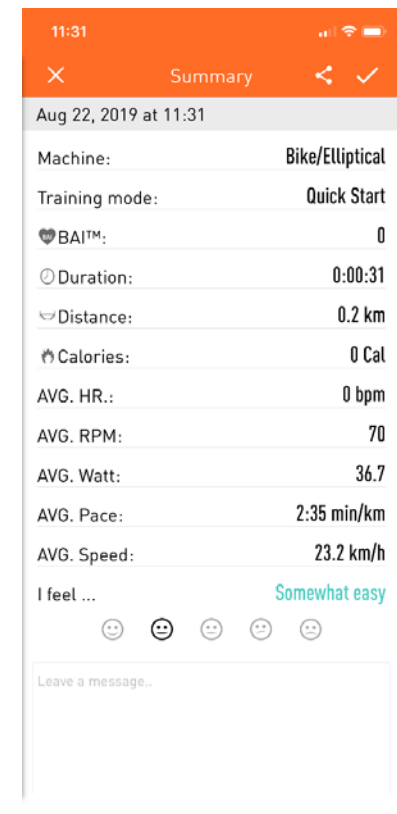 11:31
Summary
Aug 22, 2019 at 11:31
Machine: Bike/Elliptical
Training mode: Quick Start
BAI BAI™: 0
Duration: 0:00:31
Distance: 0.2 km
Calories: 0 Cal
AVG. HR.: 0 bpm
AVG. RPM: 70
AVG. Watt: 36.7
AVG. Pace: 2:35 min/km
AVG. Speed: 23.2 km/h
I feel ... Somewhat easy
Leave a message..